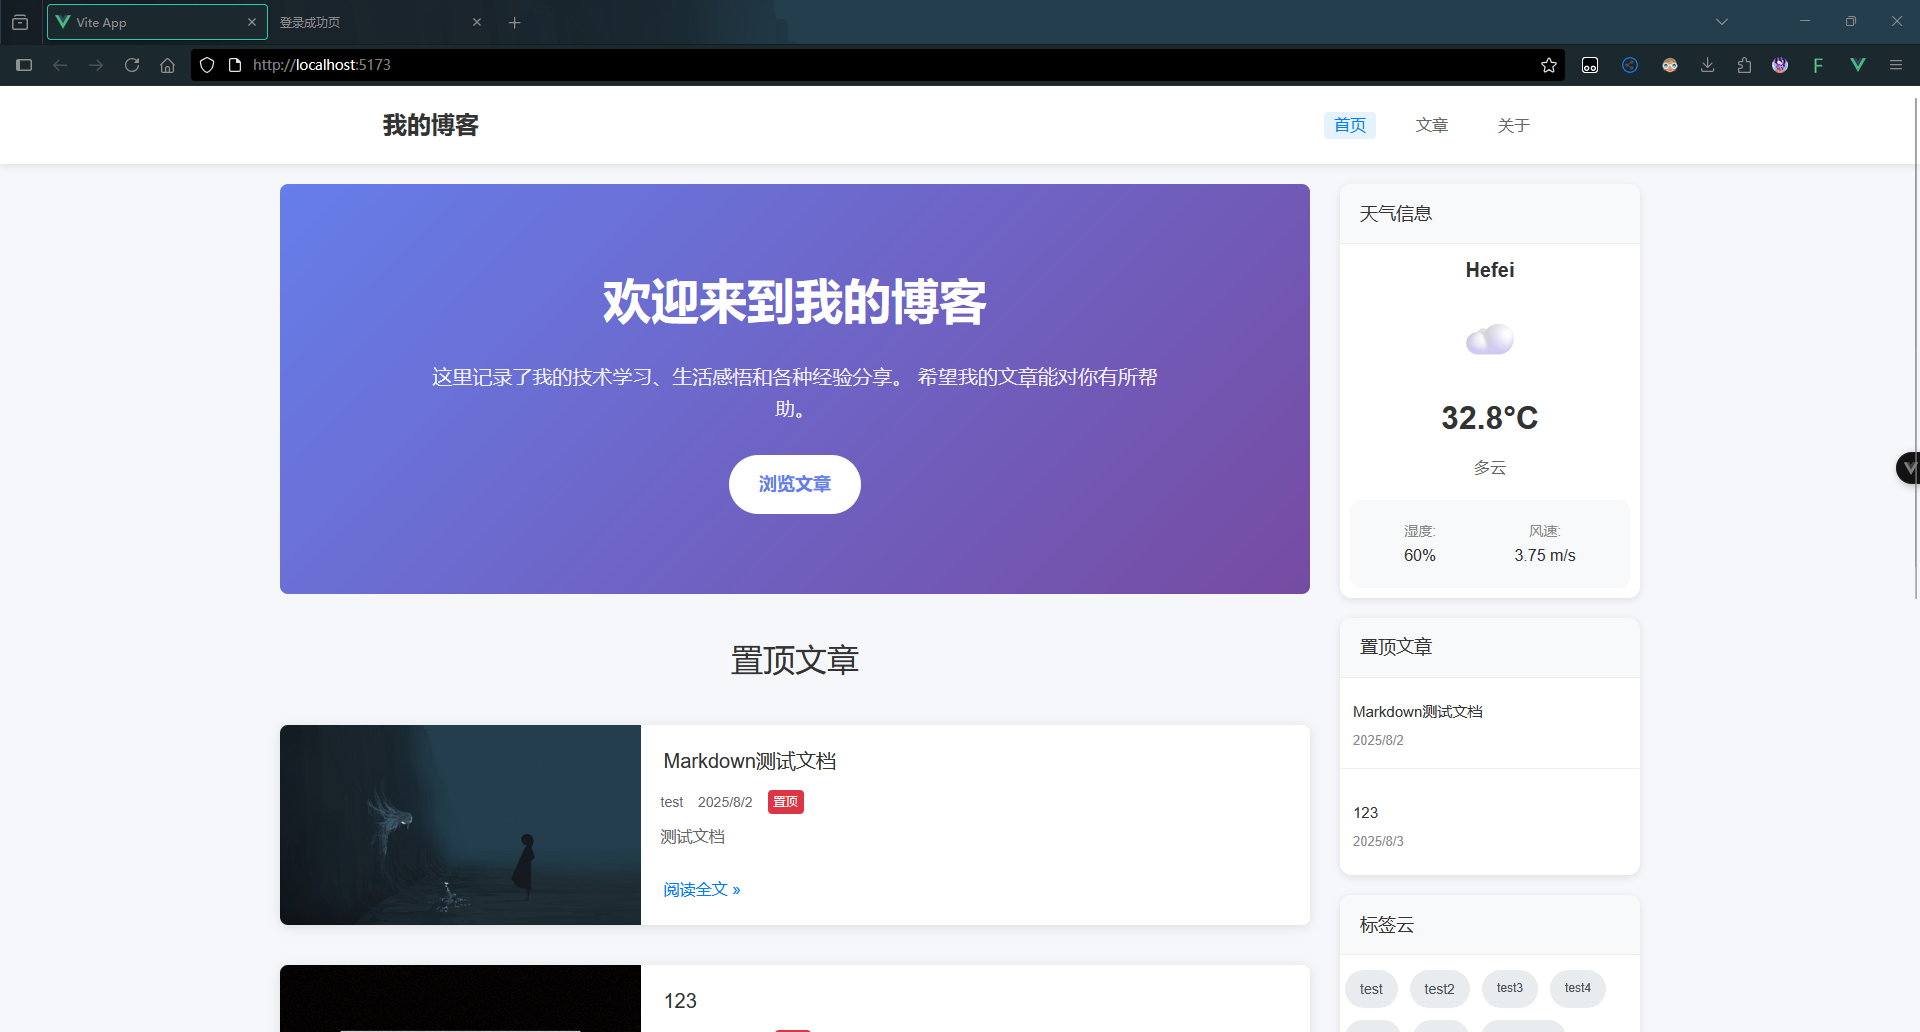 Vite App
登录成功页
http://localhost:5173
F
我的博客
首页
文章
关于
欢迎来到我的博客
这里记录了我的技术学习、生活感悟和各种经验分享。 希望我的文章能对你有所帮
助。
浏览文章
天气信息
Hefei
32.8°C
多云
湿度:
60%
风速:
3.75 m/s
置顶文章
Markdown测试文档
test 2025/8/2 置顶
测试文档
阅读全文 »
123
置顶文章
Markdown测试文档
2025/8/2
123
2025/8/3
标签云
test test2 test3 test4